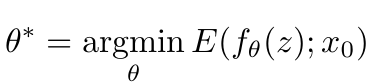 θ* = argmin E(f_θ(z); x_0)
θ